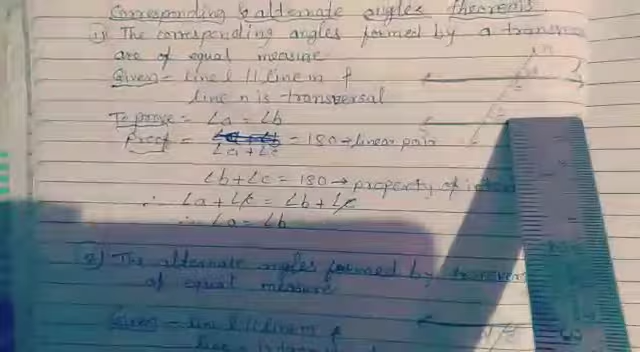 Corresponding & alternate angles theorems
1) The corresponding angles formed by a
are of equal measure
Given - line l || line m &
line n is transversal
To prove = ∠a = ∠b
Proof = ∠a + ∠c = 180 → linear pair
∠b + ∠c = 180 → property of
∴ ∠a + ∠c = ∠b + ∠c
∴ ∠a = ∠b
2) The alternate angles formed by
of equal measure
Given - line l || line m &
line n is